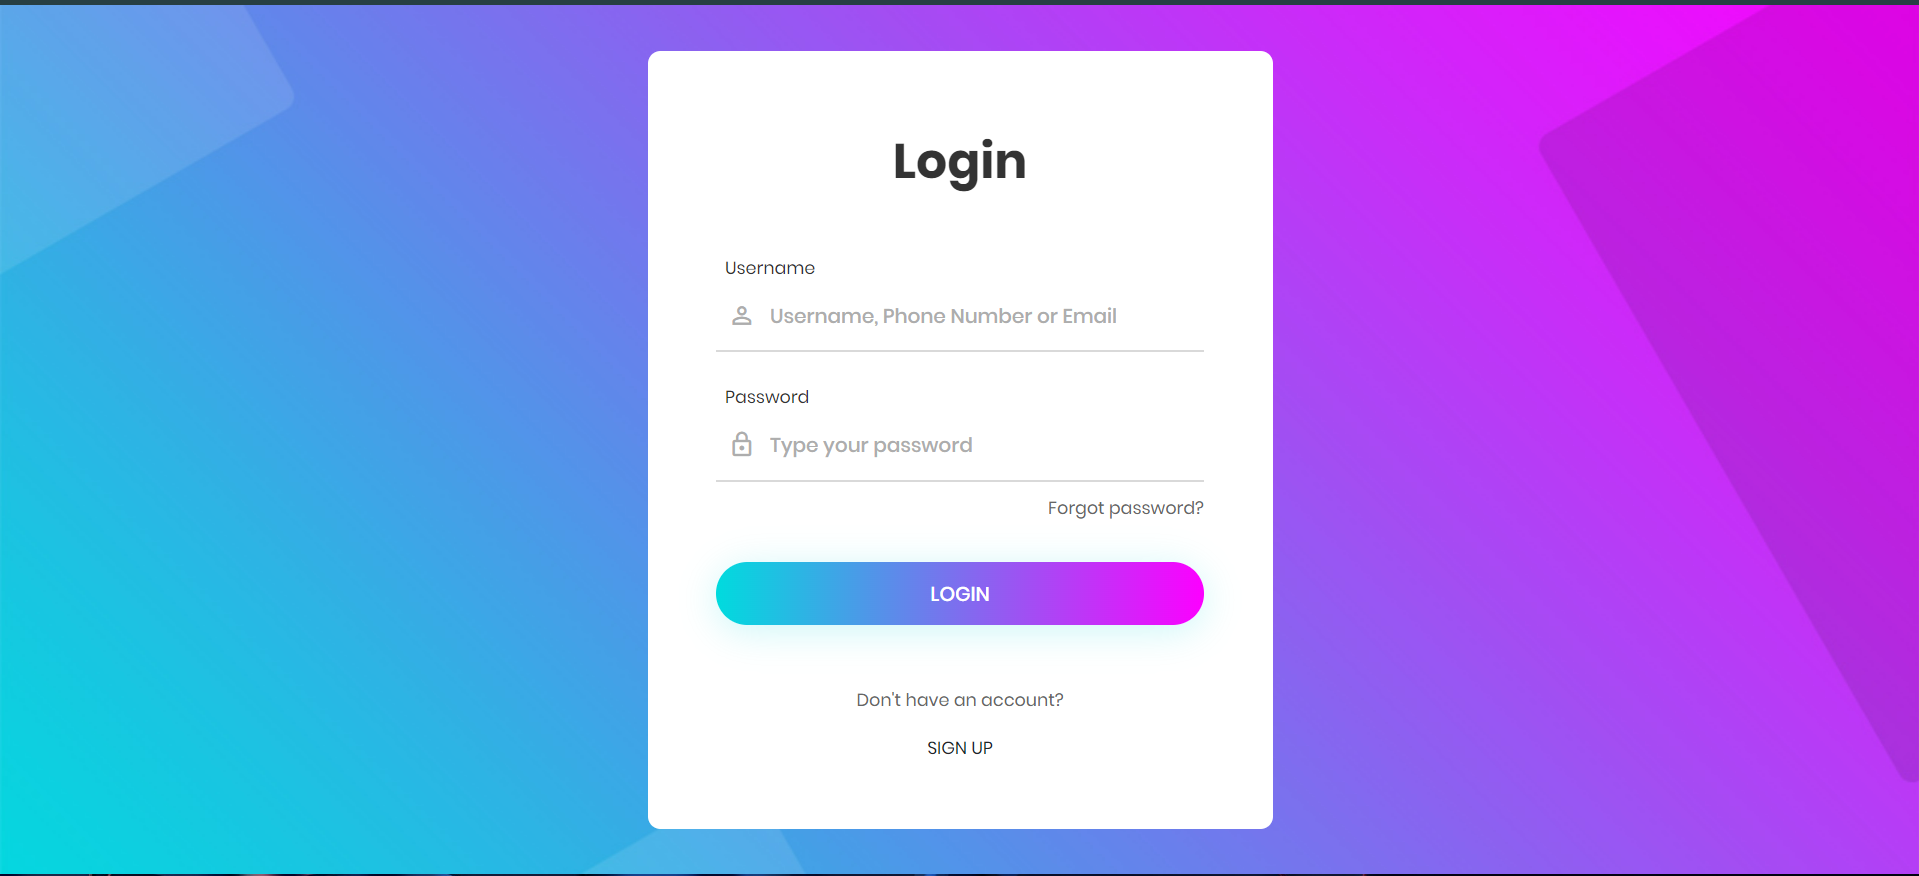 Login
Username
Username, Phone Number or Email
Password
Type your password
Forgot password?
LOGIN
Don't have an account?
SIGN UP